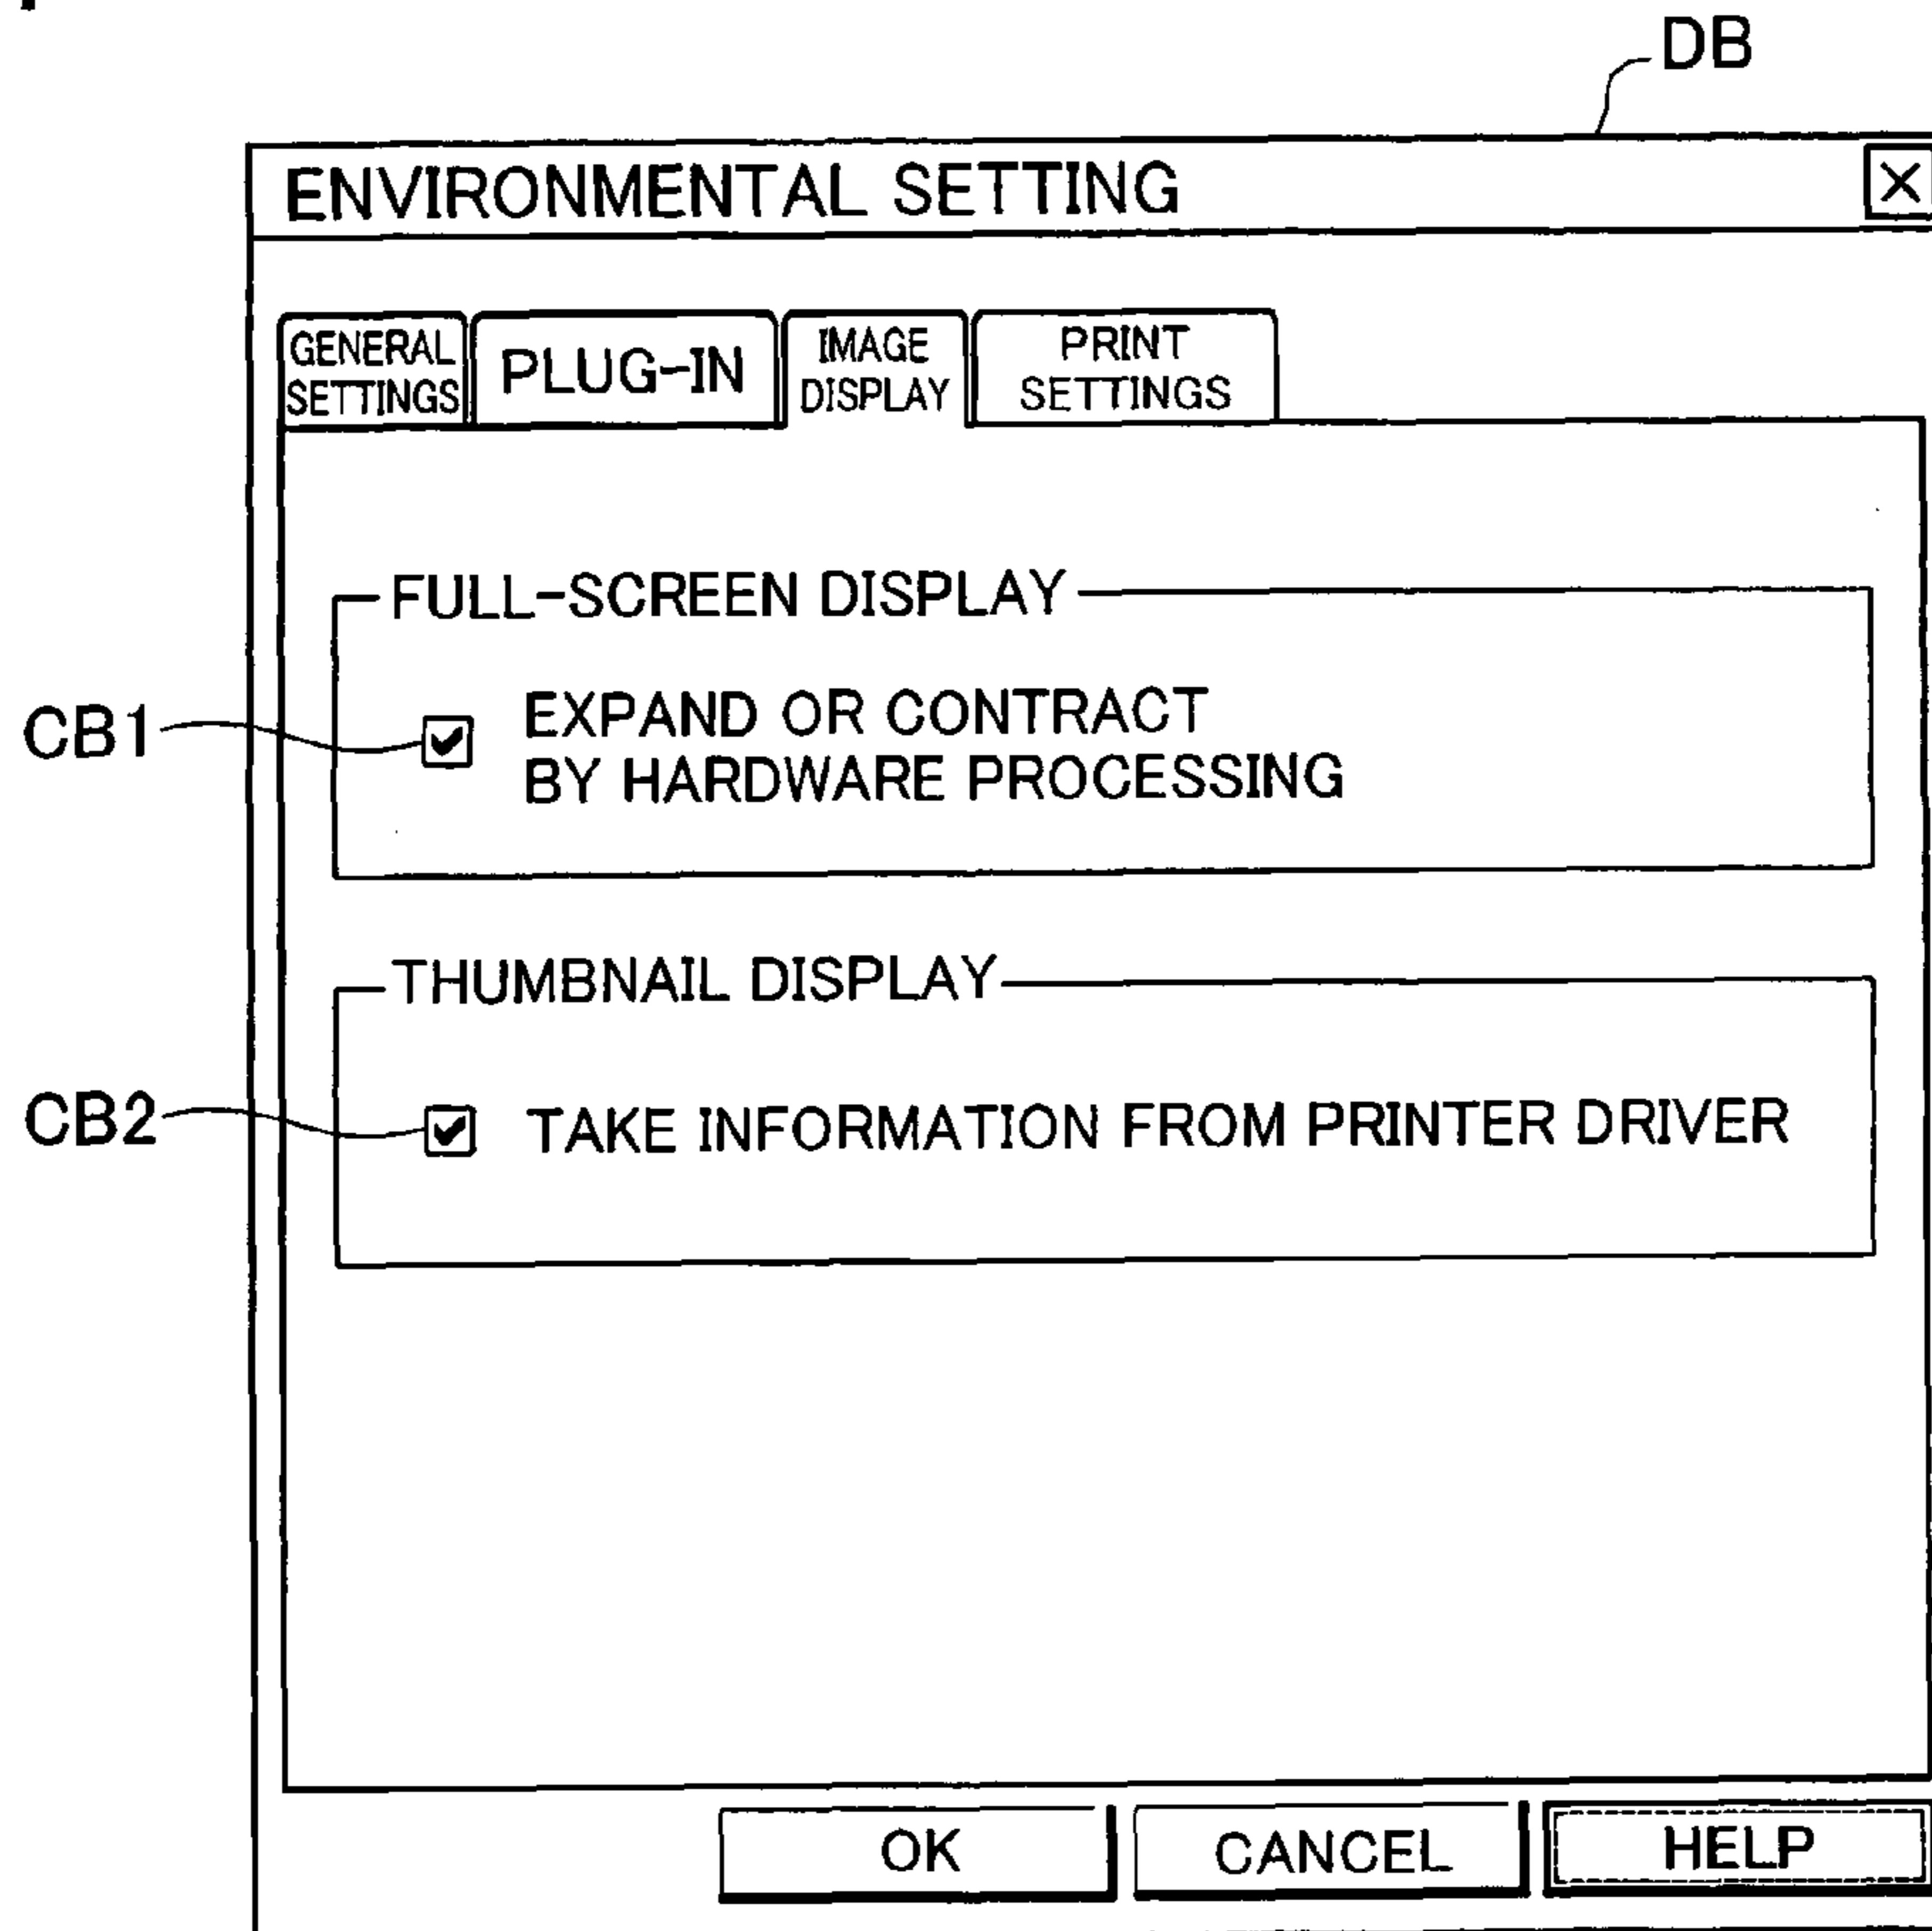 DB
ENVIRONMENTAL SETTING
GENERAL
SETTINGS
PLUG-IN
IMAGE
DISPLAY
PRINT
SETTINGS
FULL-SCREEN DISPLAY
CB1
EXPAND OR CONTRACT
BY HARDWARE PROCESSING
THUMBNAIL DISPLAY
CB2
TAKE INFORMATION FROM PRINTER DRIVER
OK
CANCEL
HELP